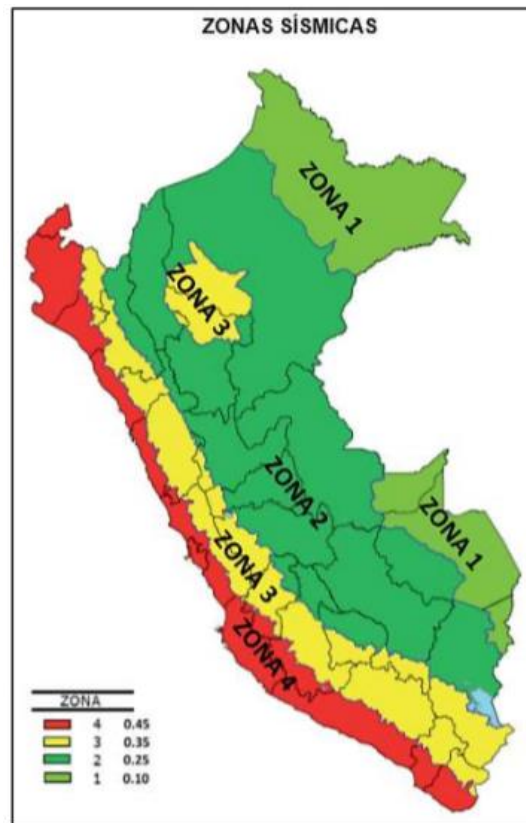 ZONAS SÍSMICAS
ZONA 1
ZONA 3
ZONA 2
ZONA 1
ZONA 3
ZONA 4
ZONA
4 0.45
3 0.35
2 0.25
1 0.10